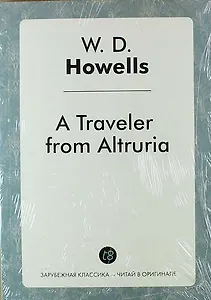 W. D.
Howells
A Traveler
from Altruria
t8
ЗАРУБЕЖНАЯ КЛАССИКА — ЧИТАЙ В ОРИГИНАЛЕ